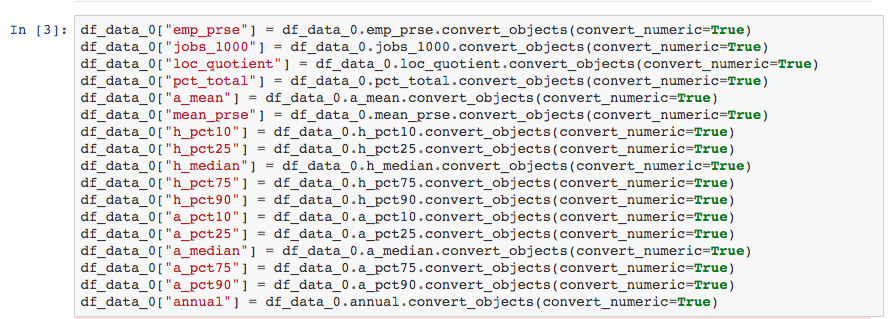 In [3]: df_data_0["emp_prse"] = df_data_0.emp_prse.convert_objects(convert_numeric=True)
df_data_0["jobs_1000"] = df_data_0.jobs_1000.convert_objects(convert_numeric=True)
df_data_0["loc_quotient"] = df_data_0.loc_quotient.convert_objects(convert_numeric=True)
df_data_0["pct_total"] = df_data_0.pct_total.convert_objects(convert_numeric=True)
df_data_0["a_mean"] = df_data_0.a_mean.convert_objects(convert_numeric=True)
df_data_0["mean_prse"] = df_data_0.mean_prse.convert_objects(convert_numeric=True)
df_data_0["h_pct10"] = df_data_0.h_pct10.convert_objects(convert_numeric=True)
df_data_0["h_pct25"] = df_data_0.h_pct25.convert_objects(convert_numeric=True)
df_data_0["h_median"] =  df_data_0.h_median.convert_objects(convert_numeric=True)
df_data_0["h_pct75"] = df_data_0.h_pct75.convert_objects(convert_numeric=True)
df_data_0["h_pct90"] = df_data_0.h_pct90.convert_objects(convert_numeric=True)
df_data_0["a_pct10"] = df_data_0.a_pct10.convert_objects(convert_numeric=True)
df_data_0["a_pct25"] = df_data_0.a_pct25.convert_objects(convert_numeric=True)
df_data_0["a_median"] =  df_data_0.a_median.convert_objects(convert_numeric=True)
df_data_0["a_pct75"] = df_data_0.a_pct75.convert_objects(convert_numeric=True)
df_data_0["a_pct90"] = df_data_0.a_pct90.convert_objects(convert_numeric=True)
df_data_0["annual"] = df_data_0.annual.convert_objects(convert_numeric=True)